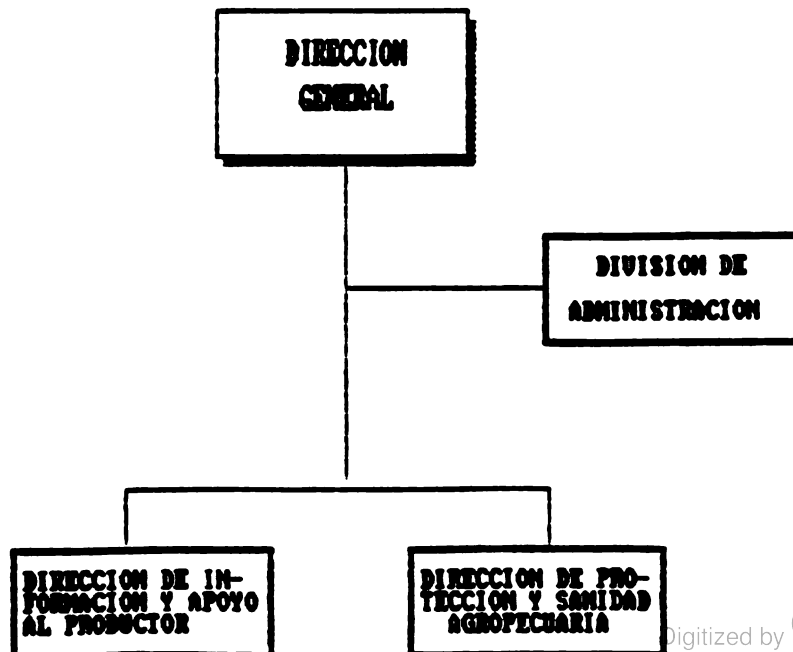 DIRECCION
GENERAL
DIVISION DE
ADMINISTRACION
DIRECCION DE IN-
FORMACION Y APOYO
AL PRODUCTOR
DIRECCION DE PRO-
TECCION Y SANIDAD
AGROPECUARIA
Digitized by